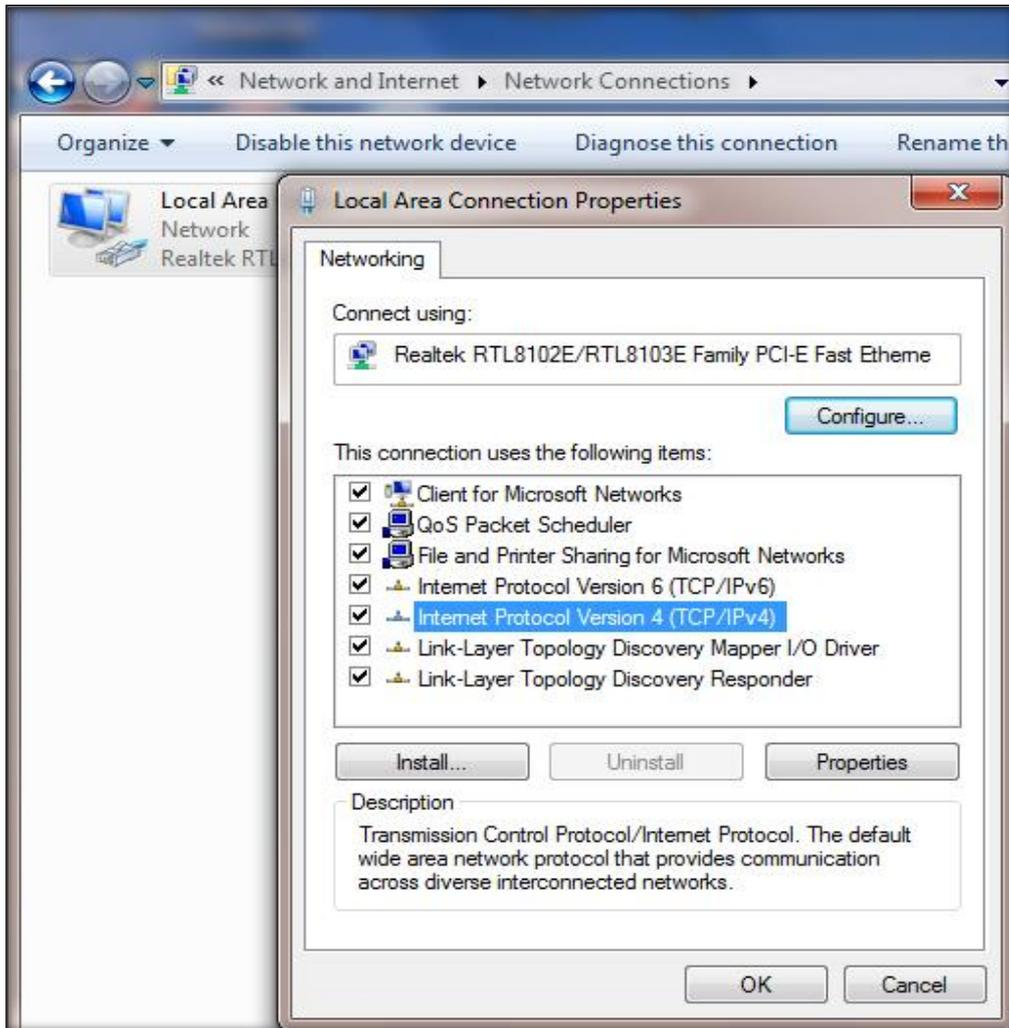 « Network and Internet ▸ Network Connections ▸
Organize ▾ Disable this network device Diagnose this connection Rename th
Local Area
Network
Realtek RTL
Local Area Connection Properties
Networking
Connect using:
Realtek RTL8102E/RTL8103E Family PCI-E Fast Etherne
Configure...
This connection uses the following items:
Client for Microsoft Networks
QoS Packet Scheduler
File and Printer Sharing for Microsoft Networks
Internet Protocol Version 6 (TCP/IPv6)
Internet Protocol Version 4 (TCP/IPv4)
Link-Layer Topology Discovery Mapper I/O Driver
Link-Layer Topology Discovery Responder
Install... Uninstall Properties
Description
Transmission Control Protocol/Internet Protocol. The default
wide area network protocol that provides communication
across diverse interconnected networks.
OK Cancel